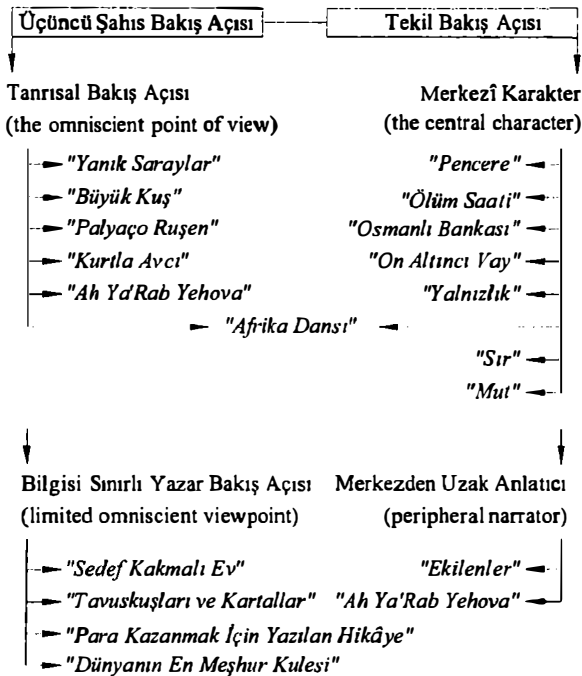 Üçüncü Şahıs Bakış Açısı Tekil Bakış Açısı
Tanrısal Bakış Açısı Merkezî Karakter
(the omniscient point of view) (the central character)
"Yanık Saraylar" "Pencere"
"Büyük Kuş" "Ölüm Saati"
"Palyaço Ruşen" "Osmanlı Bankası"
"Kurtla Avcı" "On Altıncı Vay"
"Ah Ya'Rab Yehova" "Yalnızlık"
"Afrika Dansı"
"Sır"
"Mut"
Bilgisi Sınırlı Yazar Bakış Açısı Merkezden Uzak Anlatıcı
(limited omniscient viewpoint) (peripheral narrator)
"Sedef Kakmalı Ev" "Ekilenler"
"Tavuskuşları ve Kartallar" "Ah Ya'Rab Yehova"
"Para Kazanmak İçin Yazılan Hikâye"
"Dünyanın En Meşhur Kulesi"